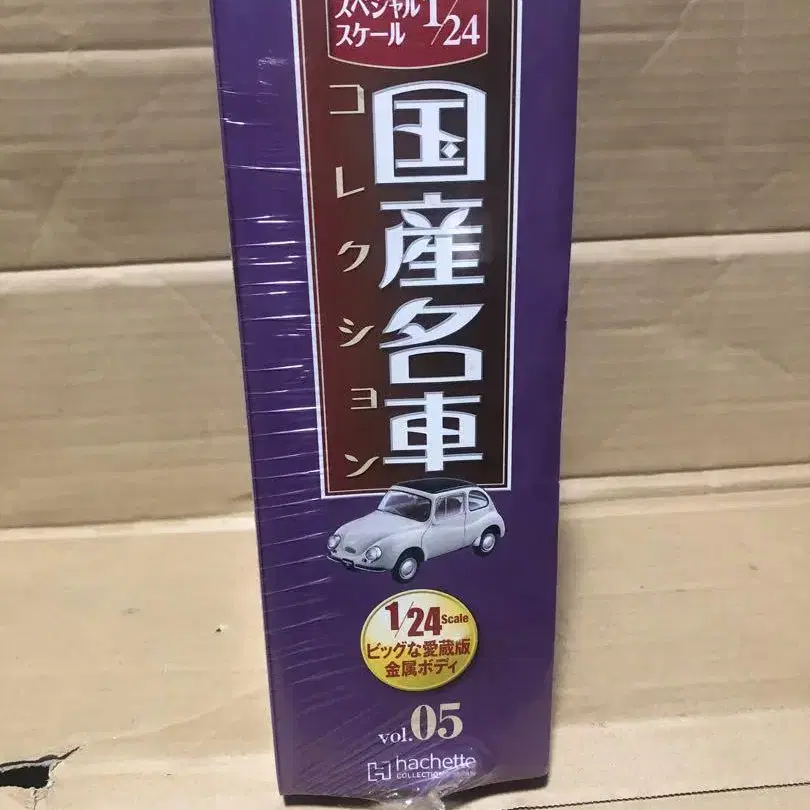 スペシャル
スケール
1/24
国産名車
コレクション
1/24 Scale
ビッグな愛蔵版
金属ボディ
vol.05
hachette
COLLECTIONS JAPAN